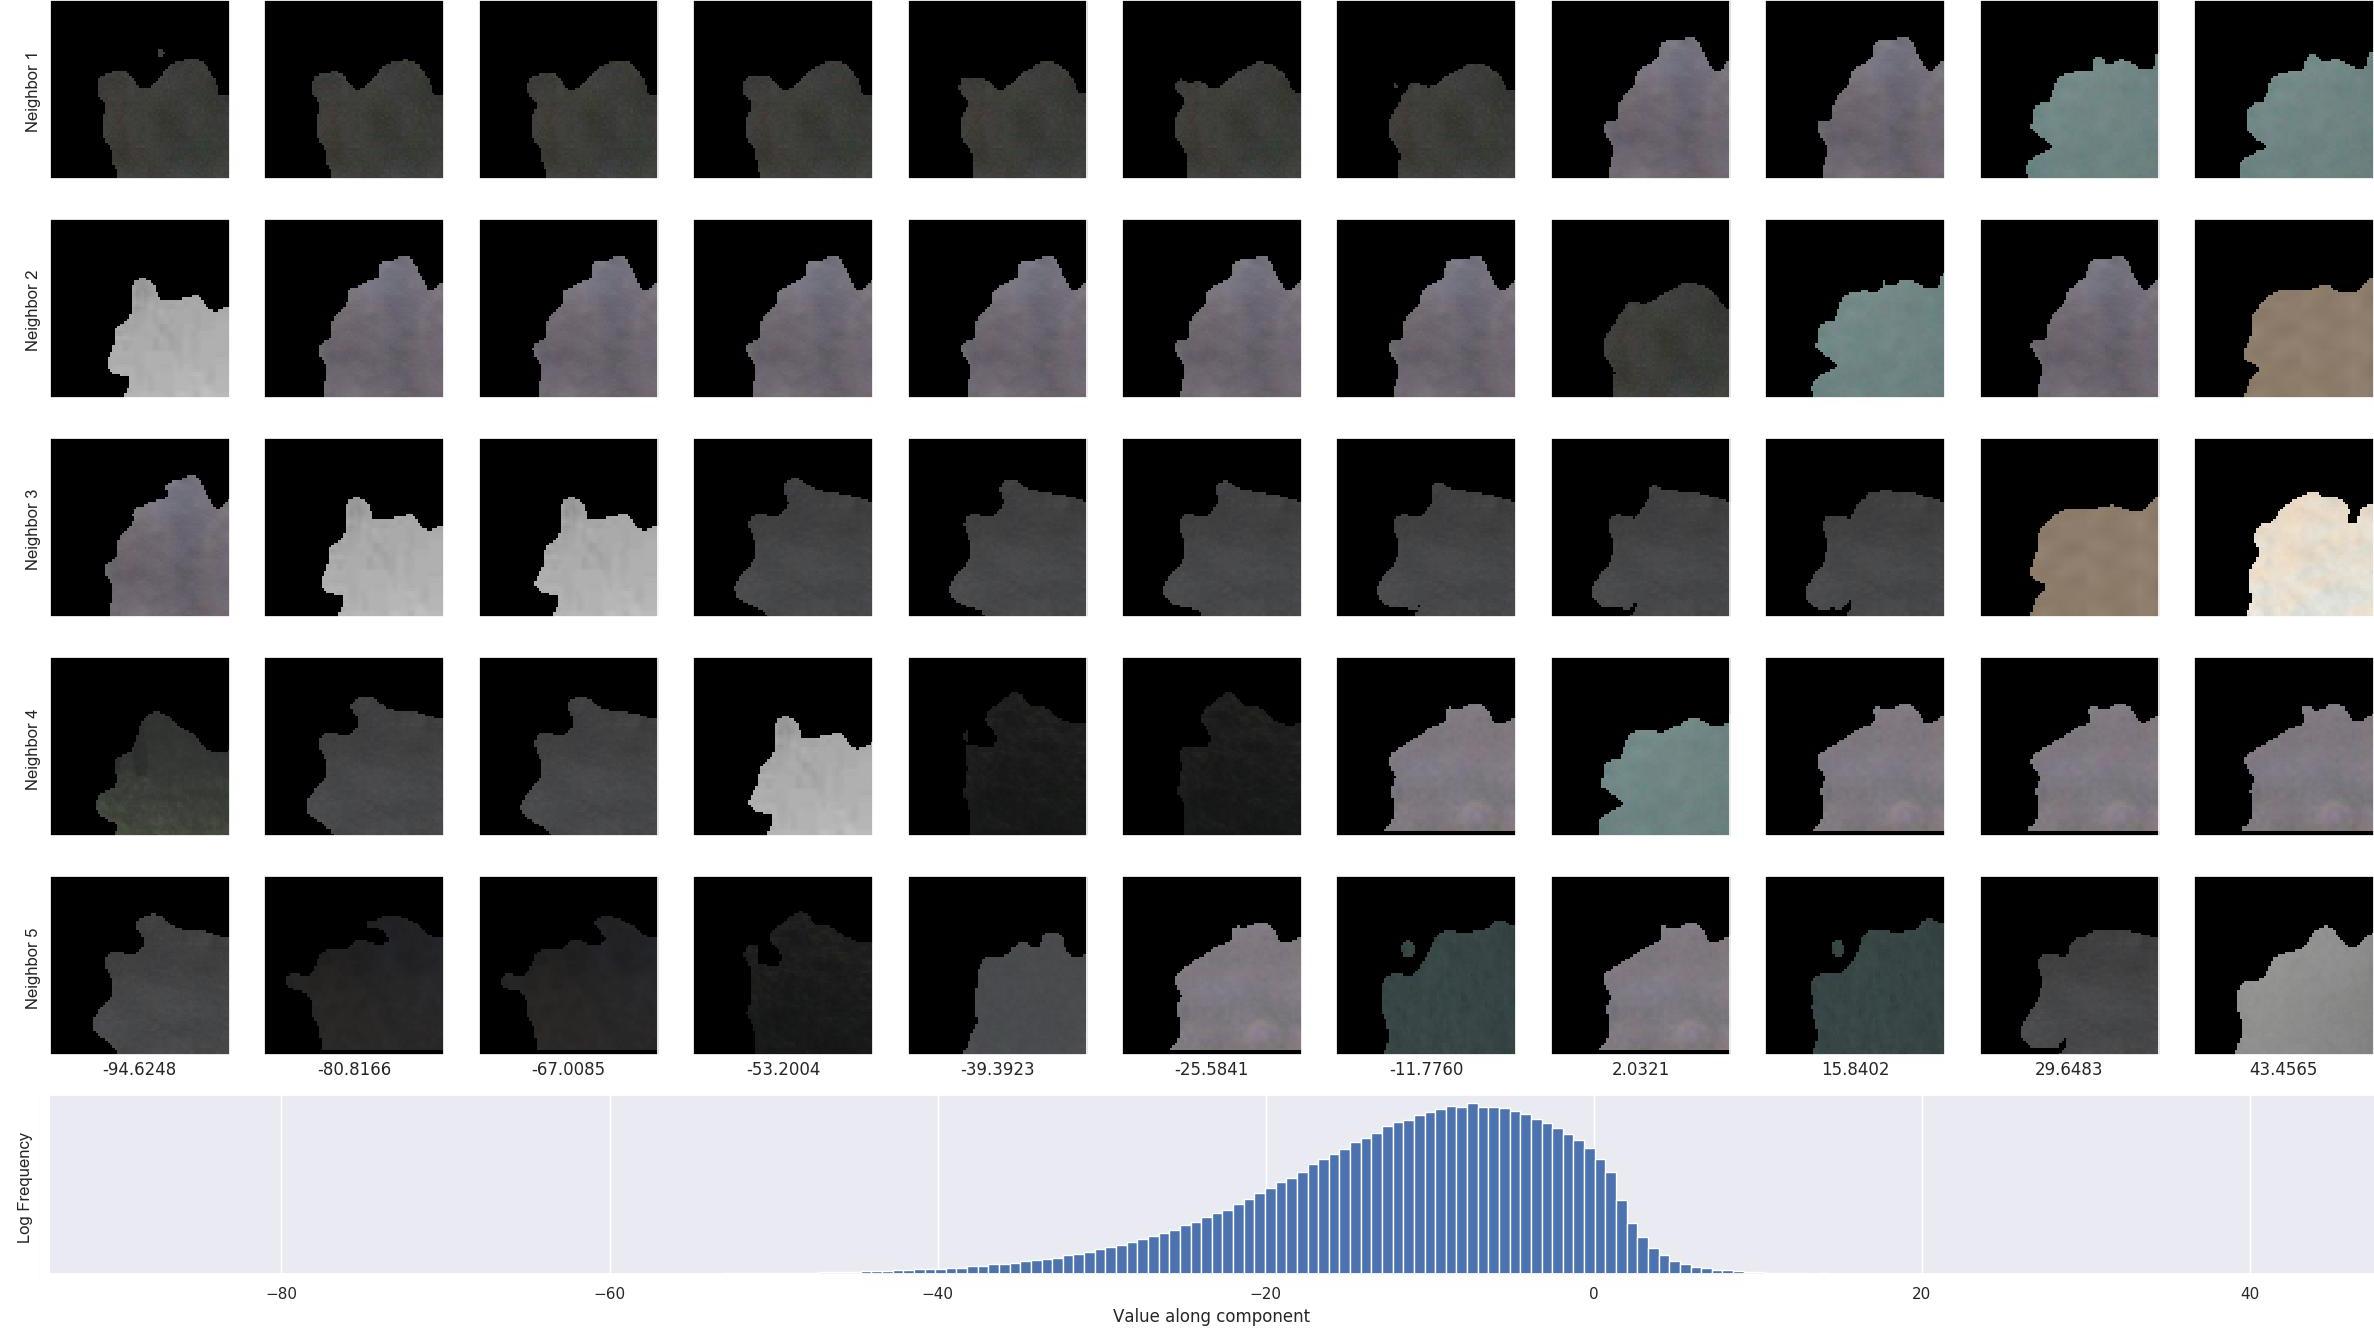 Neighbor 1
Neighbor 2
Neighbor 3
Neighbor 4
Neighbor 5
-94.6248 -80.8166 -67.0085 -53.2004 -39.3923 -25.5841 -11.7760 2.0321 15.8402 29.6483 43.4565
Log Frequency
−80 −60 −40 −20 0 20 40
Value along component